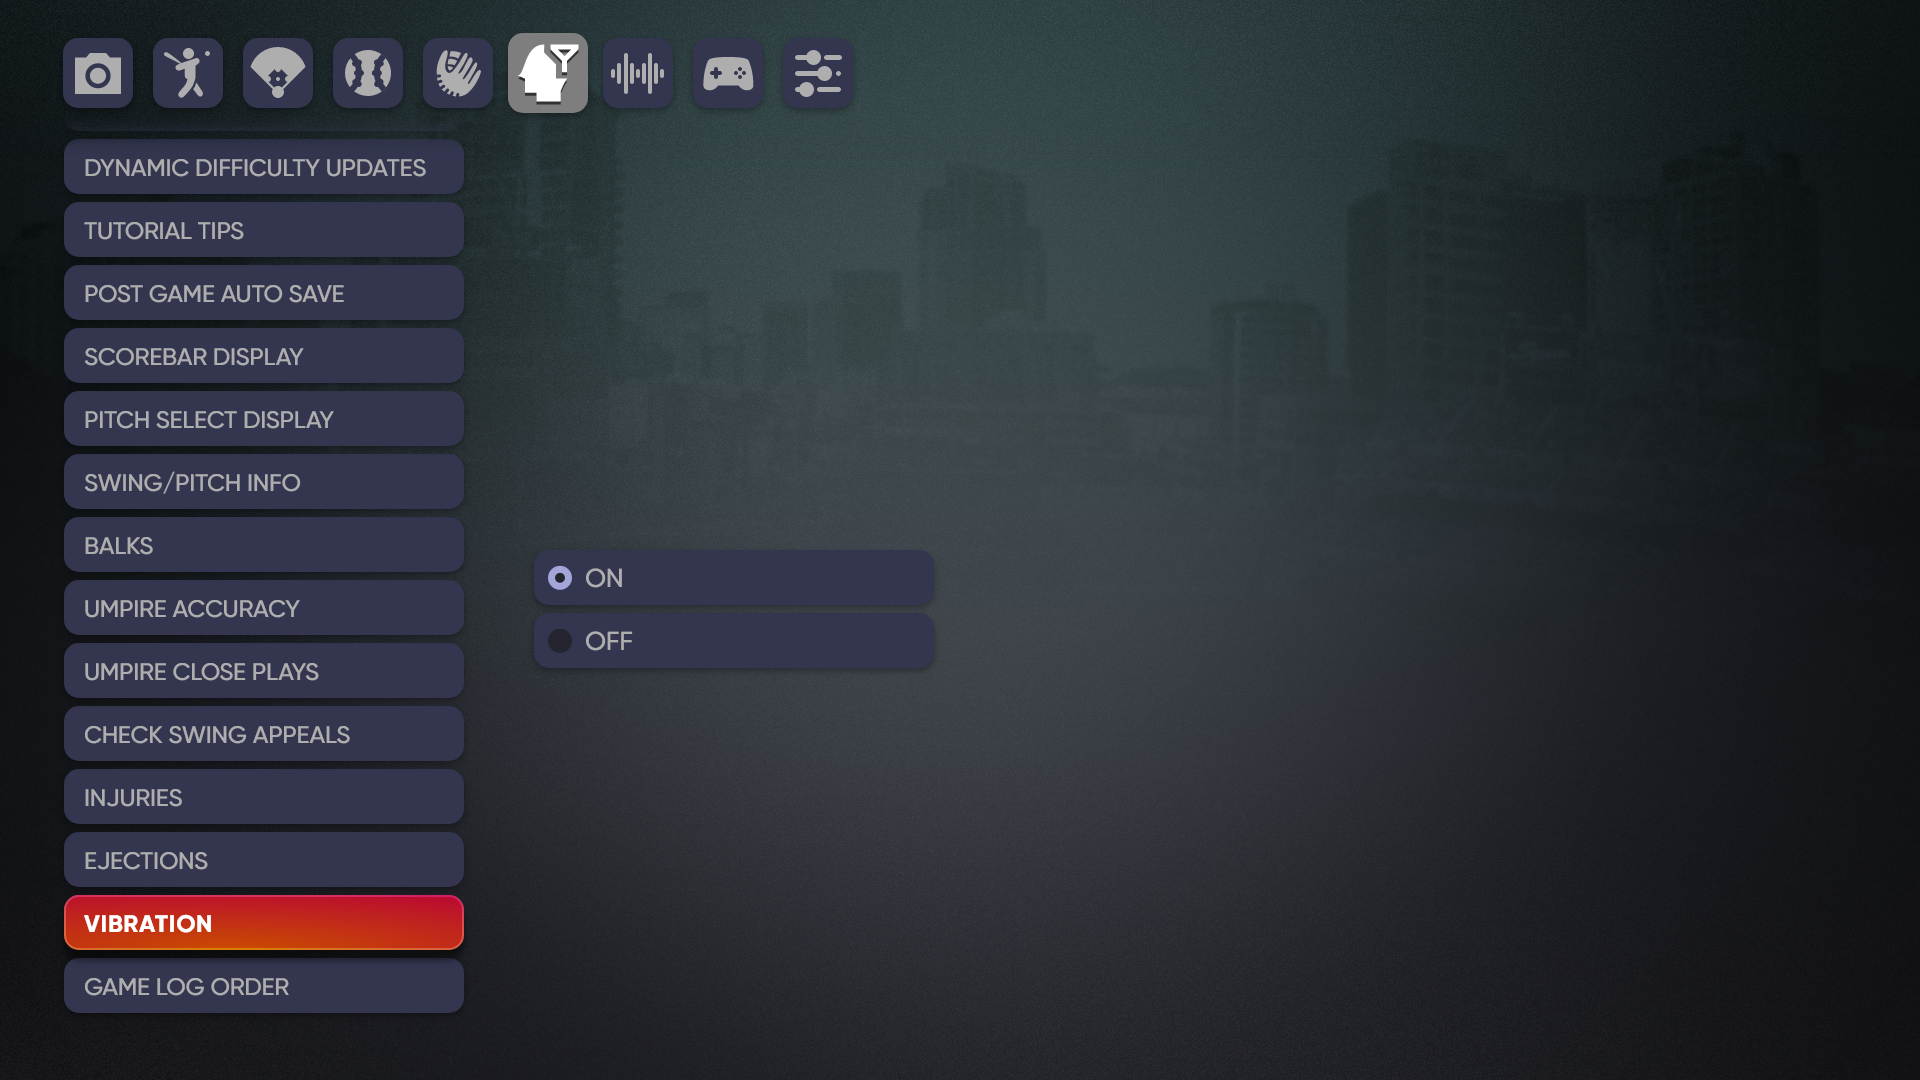 DYNAMIC DIFFICULTY UPDATES
TUTORIAL TIPS
POST GAME AUTO SAVE
SCOREBAR DISPLAY
PITCH SELECT DISPLAY
SWING/PITCH INFO
BALKS
UMPIRE ACCURACY
UMPIRE CLOSE PLAYS
CHECK SWING APPEALS
INJURIES
EJECTIONS
VIBRATION
GAME LOG ORDER
ON
OFF